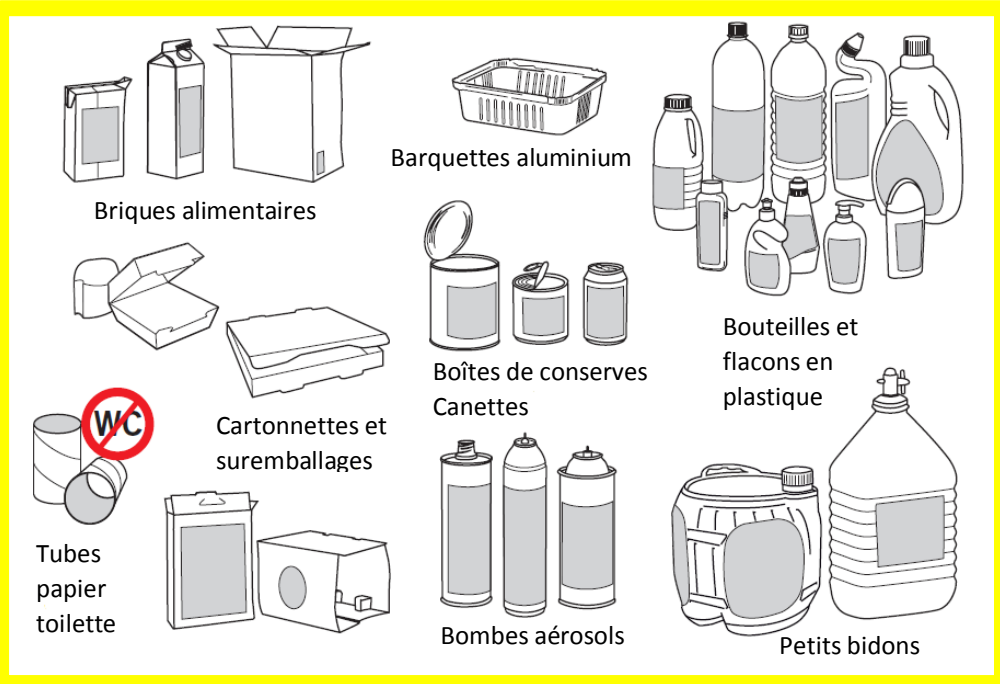 Briques alimentaires
Barquettes aluminium
Bouteilles et
flacons en
plastique
Boîtes de conserves
Canettes
Cartonnettes et
suremballages
WC
Tubes
papier
toilette
Bombes aérosols
Petits bidons